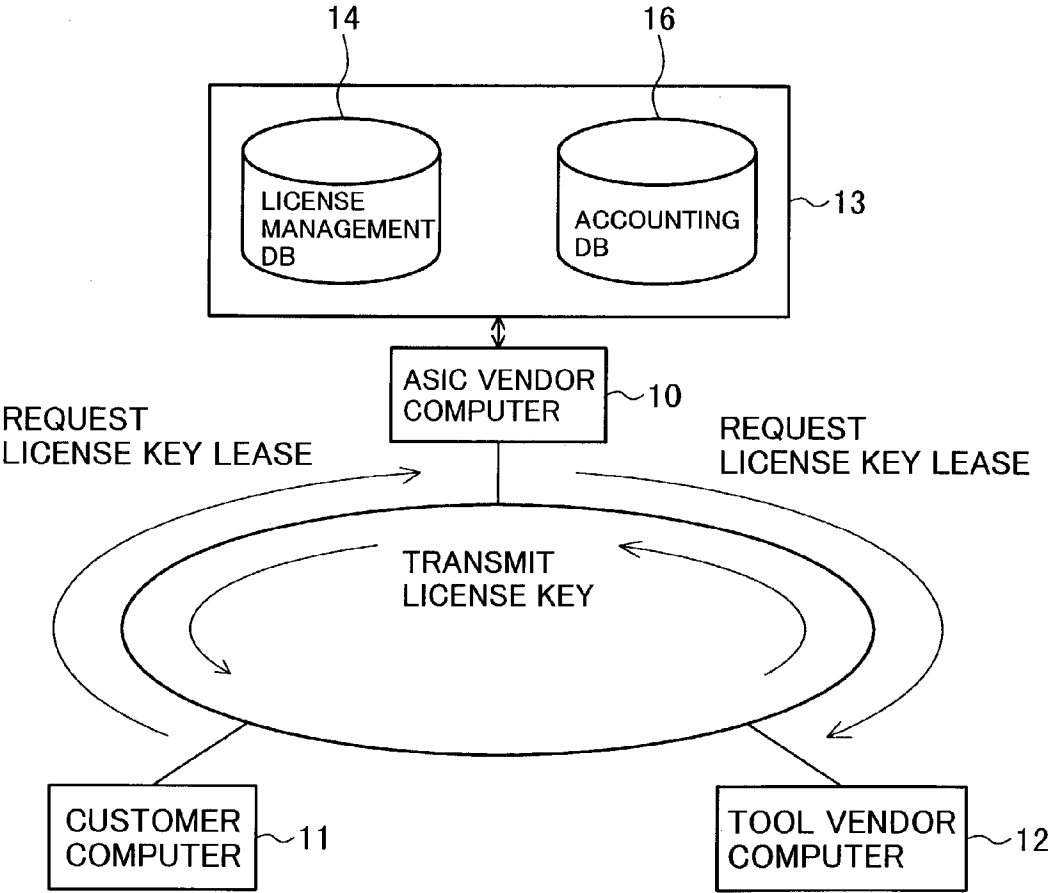 14
16
LICENSE
MANAGEMENT
DB
ACCOUNTING
DB
13
ASIC VENDOR
COMPUTER
10
REQUEST
LICENSE KEY LEASE
REQUEST
LICENSE KEY LEASE
TRANSMIT
LICENSE KEY
CUSTOMER
COMPUTER
11
TOOL VENDOR
COMPUTER
12